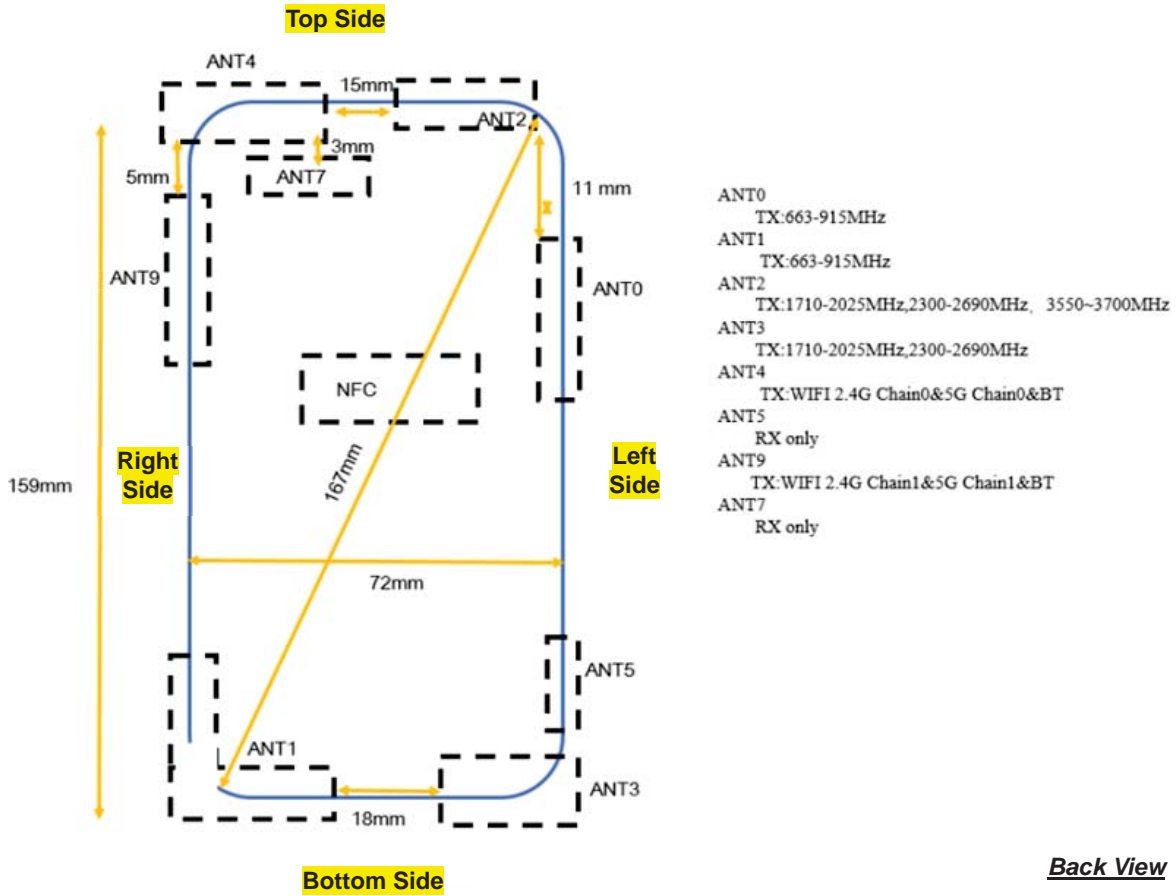 Top Side
ANT4
15mm
ANT2
3mm
5mm
ANT7
11 mm
X
ANT9
ANT0
NFC
Right
Side
Left
Side
159mm
167mm
72mm
ANT5
ANT1
ANT3
18mm
Bottom Side
ANT0
TX:663-915MHz
ANT1
TX:663-915MHz
ANT2
TX:1710-2025MHz,2300-2690MHz、3550~3700MHz
ANT3
TX:1710-2025MHz,2300-2690MHz
ANT4
TX:WIFI 2.4G Chain0&5G Chain0&BT
ANT5
RX only
ANT9
TX:WIFI 2.4G Chain1&5G Chain1&BT
ANT7
RX only
Back View